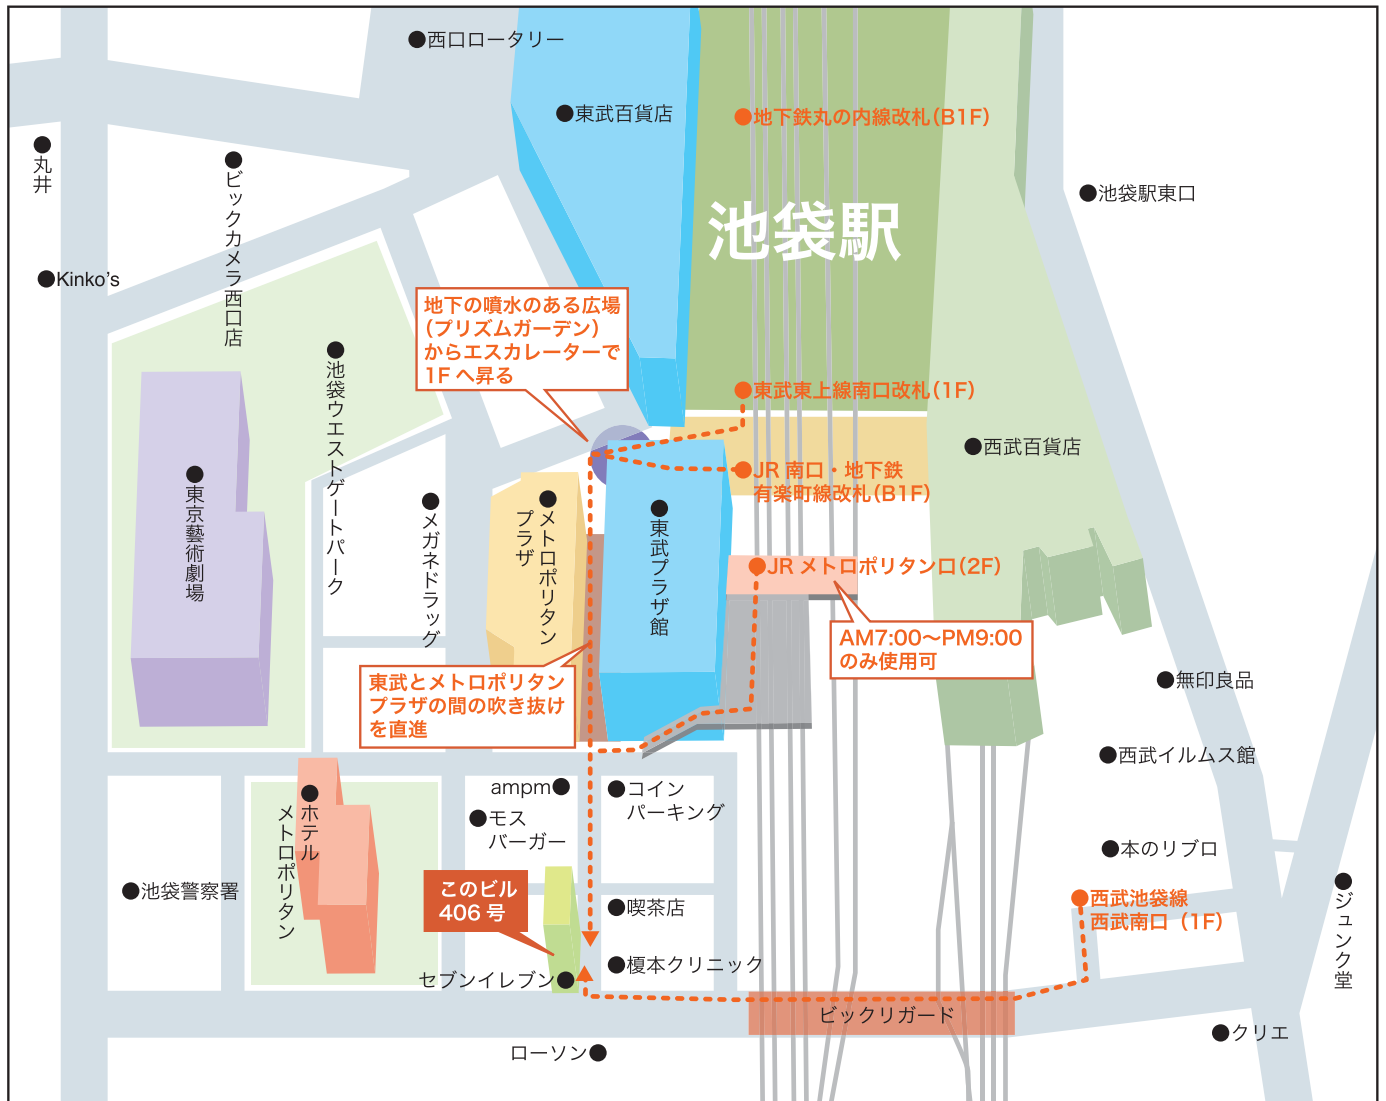 西口ロータリー
東武百貨店
地下鉄丸の内線改札(B1F)
丸井
ビックカメラ西口店
池袋駅
池袋駅東口
Kinko's
地下の噴水のある広場
(プリズムガーデン)
からエスカレーターで
1F へ昇る
池袋ウエストゲートパーク
東武東上線南口改札(1F)
西武百貨店
JR 南口・地下鉄
有楽町線改札(B1F)
東京藝術劇場
メガネドラッグ
メトロポリタン
プラザ
東武プラザ館
JR メトロポリタン口(2F)
AM7:00〜PM9:00
のみ使用可
東武とメトロポリタン
プラザの間の吹き抜け
を直進
無印良品
西武イルムス館
ampm
コイン
パーキング
モス
バーガー
ホテル
メトロポリタン
本のリブロ
池袋警察署
このビル
406 号
喫茶店
西武池袋線
西武南口(1F)
ジュンク堂
榎本クリニック
セブンイレブン
ビックリガード
クリエ
ローソン